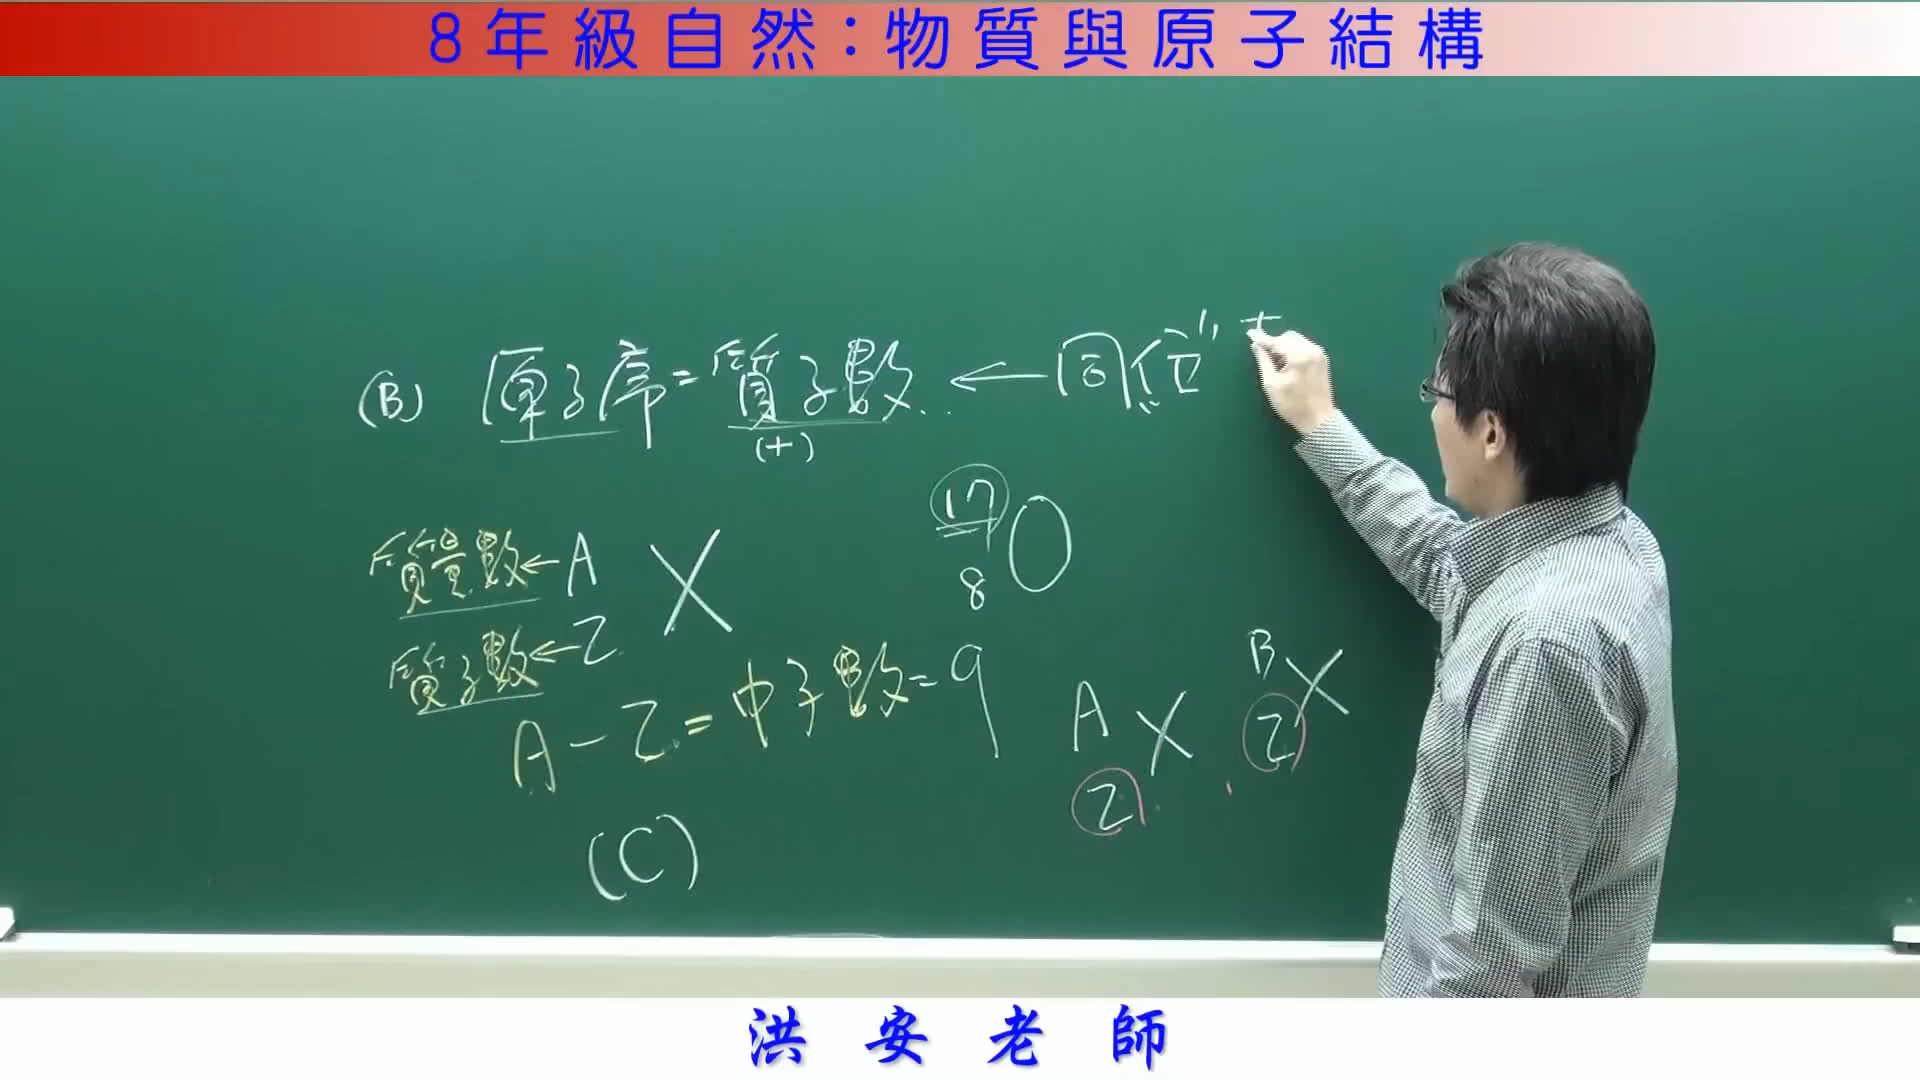 8年級自然:物質與原子結構
(B) 原子序=質子數 ← 同位
(+)
17
8 O
質量數←A X
質子數←Z
A-Z=中子數=9
A X
Z
B X
Z
(C)
洪安老師